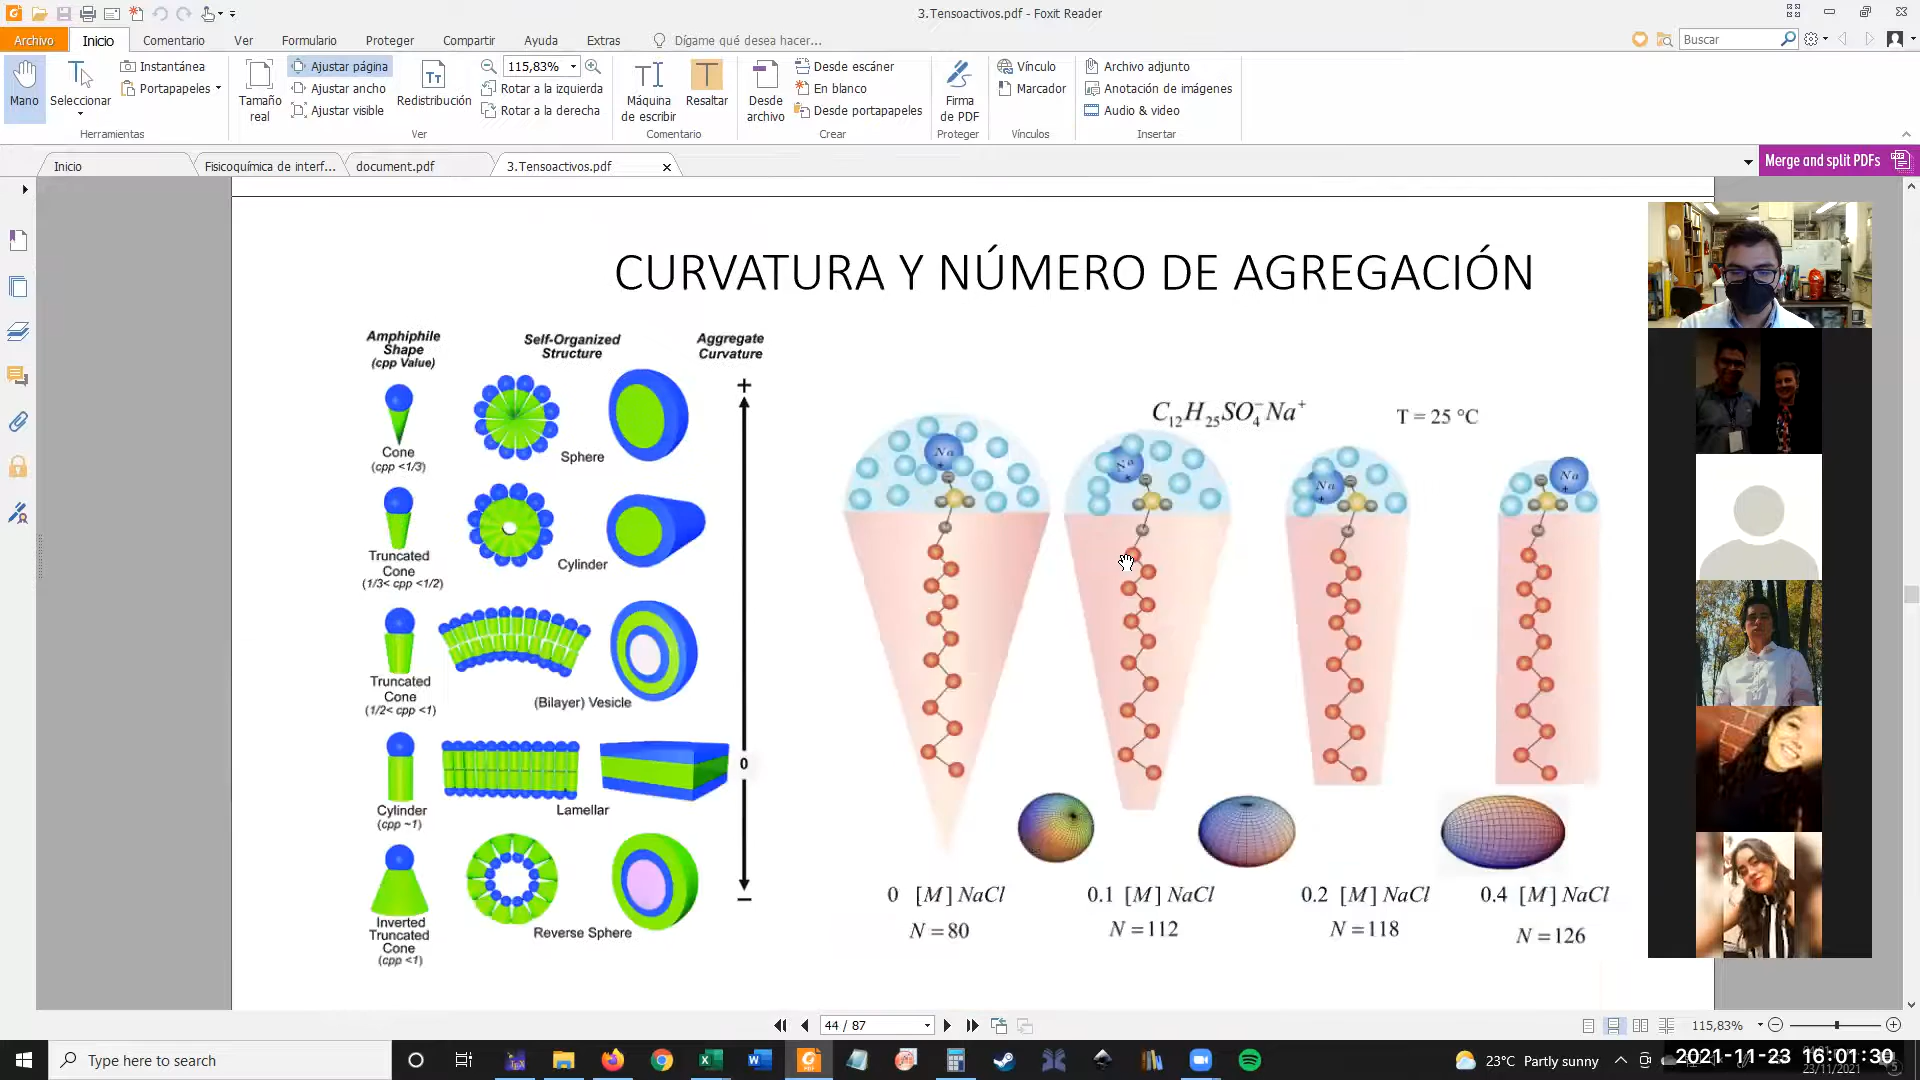 3.Tensoactivos.pdf - Foxit Reader
Archivo Inicio Comentario Ver Formulario Proteger Compartir Ayuda Extras Dígame qué desea hacer... Buscar
Mano
Seleccionar
Instantánea
Portapapeles
Herramientas
Tamaño real
Ajustar página
Ajustar ancho
Ajustar visible
Redistribución
115,83%
Rotar a la izquierda
Rotar a la derecha
Ver
Máquina de escribir
Resaltar
Comentario
Desde archivo
Desde escáner
En blanco
Desde portapapeles
Crear
Firma de PDF
Proteger
Vínculo
Marcador
Vínculos
Archivo adjunto
Anotación de imágenes
Audio & video
Insertar
Inicio Fisicoquímica de interf... document.pdf 3.Tensoactivos.pdf Merge and split PDFs
CURVATURA Y NÚMERO DE AGREGACIÓN
Amphiphile Shape (cpp Value)
Self-Organized Structure
Aggregate Curvature
+
Cone
(cpp <1/3)
Sphere
Truncated
Cone
(1/3< cpp <1/2)
Cylinder
Truncated
Cone
(1/2< cpp <1)
(Bilayer) Vesicle
0
Cylinder
(cpp ~1)
Lamellar
Inverted
Truncated
Cone
(cpp <1)
Reverse Sphere
−
C₁₂H₂₅SO₄⁻Na⁺ T = 25 °C
Na + Na + Na + Na +
0 [M] NaCl 0.1 [M] NaCl 0.2 [M] NaCl 0.4 [M] NaCl
N = 80 N = 112 N = 118 N = 126
44 / 87 115,83%
Type here to search 23°C Partly sunny 2021-11-23 16:01:30
23/11/2021